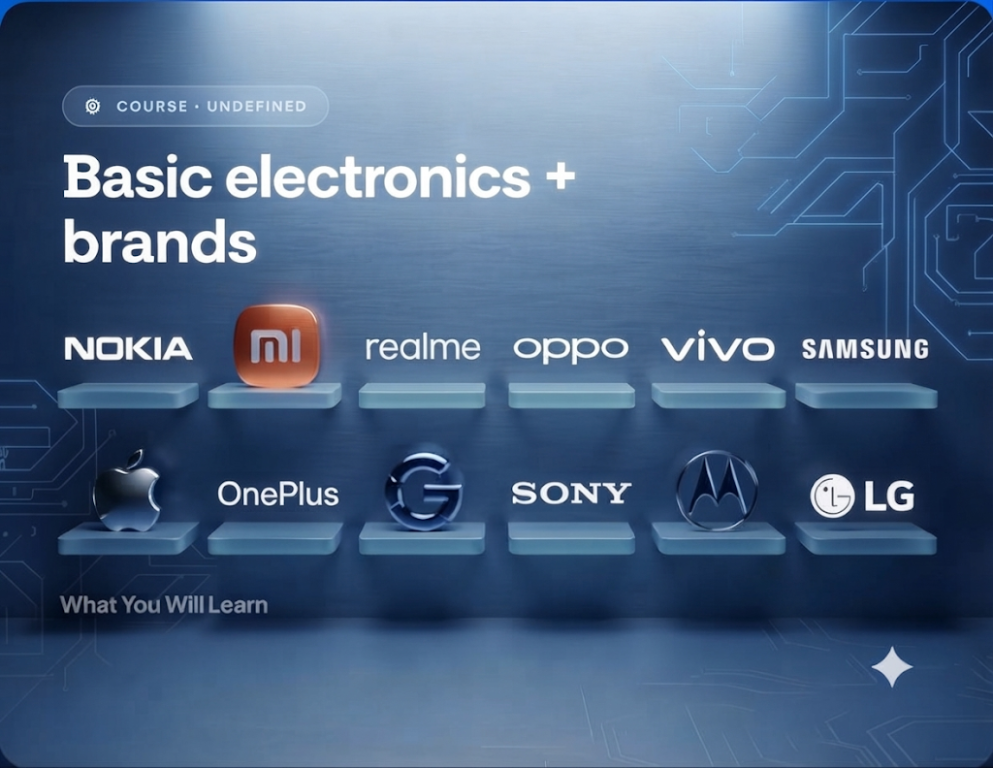 COURSE • UNDEFINED
Basic electronics +
brands
NOKIA
mi
realme
oppo
vivo
SAMSUNG
OnePlus
G
SONY
M
LG
What You Will Learn